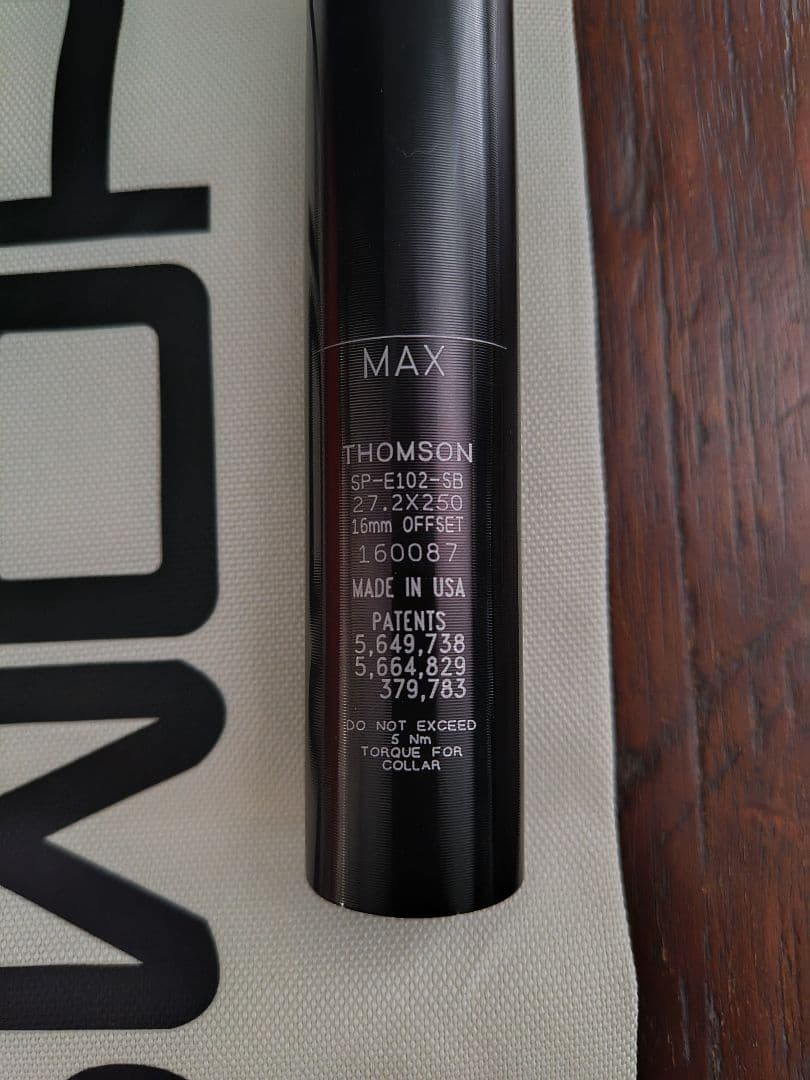 MAX
THOMSON
SP-E102-SB
27.2X250
16mm OFFSET
160087
MADE IN USA
PATENTS
5,649,738
5,664,829
379,783
DO NOT EXCEED
5 Nm
TORQUE FOR
COLLAR
HOM